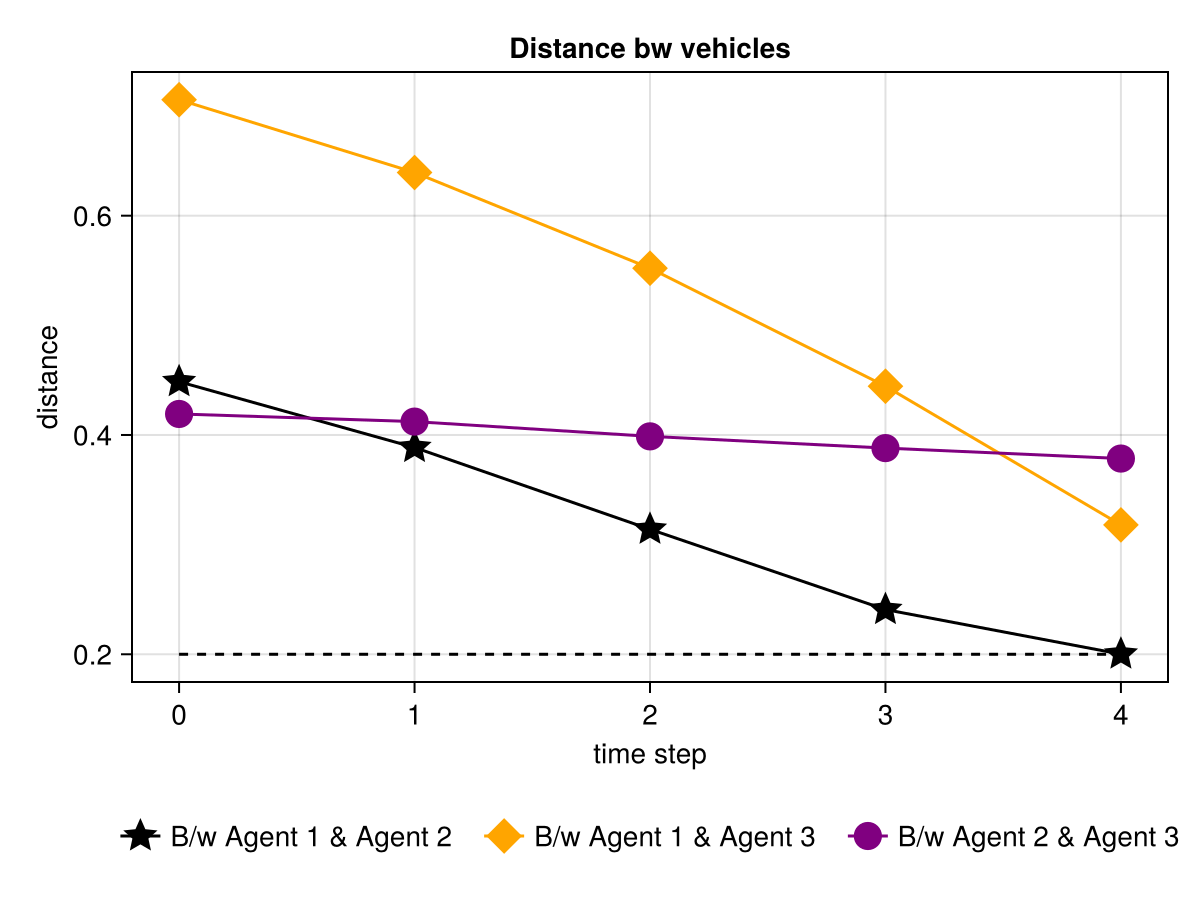 Distance bw vehicles
distance
0.6
0.4
0.2
0 1 2 3 4
time step
B/w Agent 1 & Agent 2 B/w Agent 1 & Agent 3 B/w Agent 2 & Agent 3